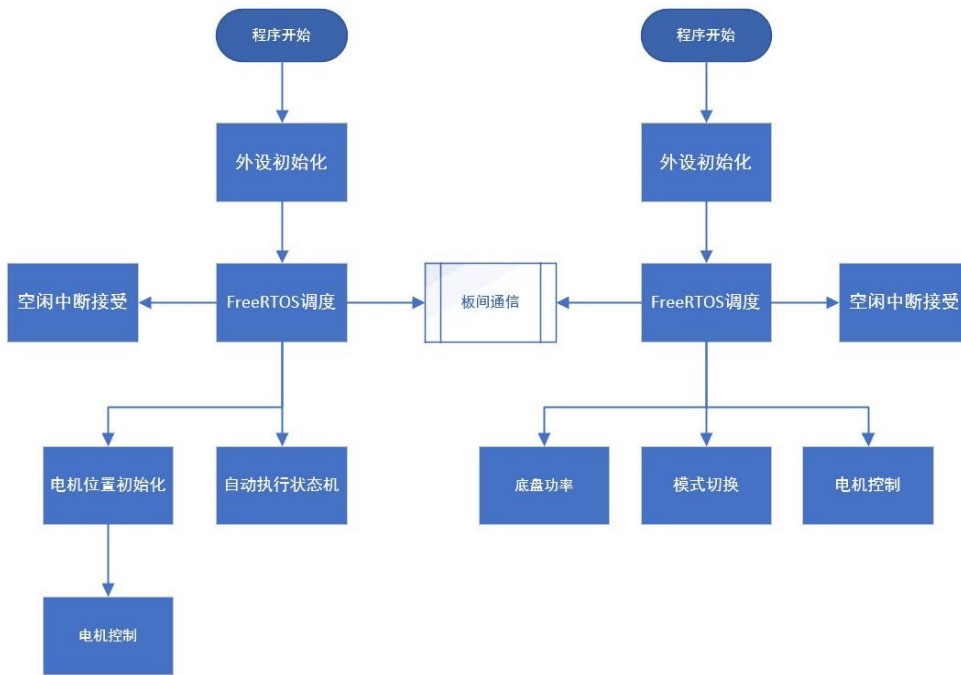 程序开始
程序开始
外设初始化
外设初始化
空闲中断接受
FreeRTOS调度
板间通信
FreeRTOS调度
空闲中断接受
电机位置初始化
自动执行状态机
底盘功率
模式切换
电机控制
电机控制